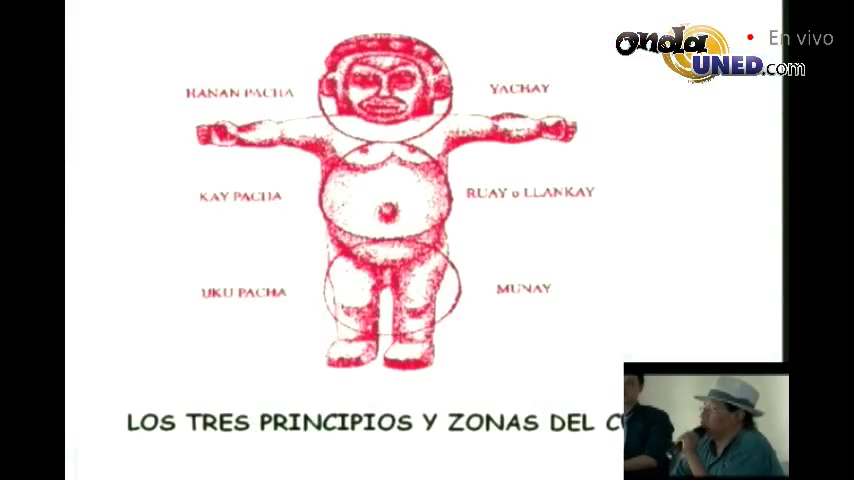 onda
UNED.com
En vivo
HANAN PACHA
YACHAY
KAY PACHA
RUAY o LLANKAY
UKU PACHA
MUNAY
LOS TRES PRINCIPIOS Y ZONAS DEL